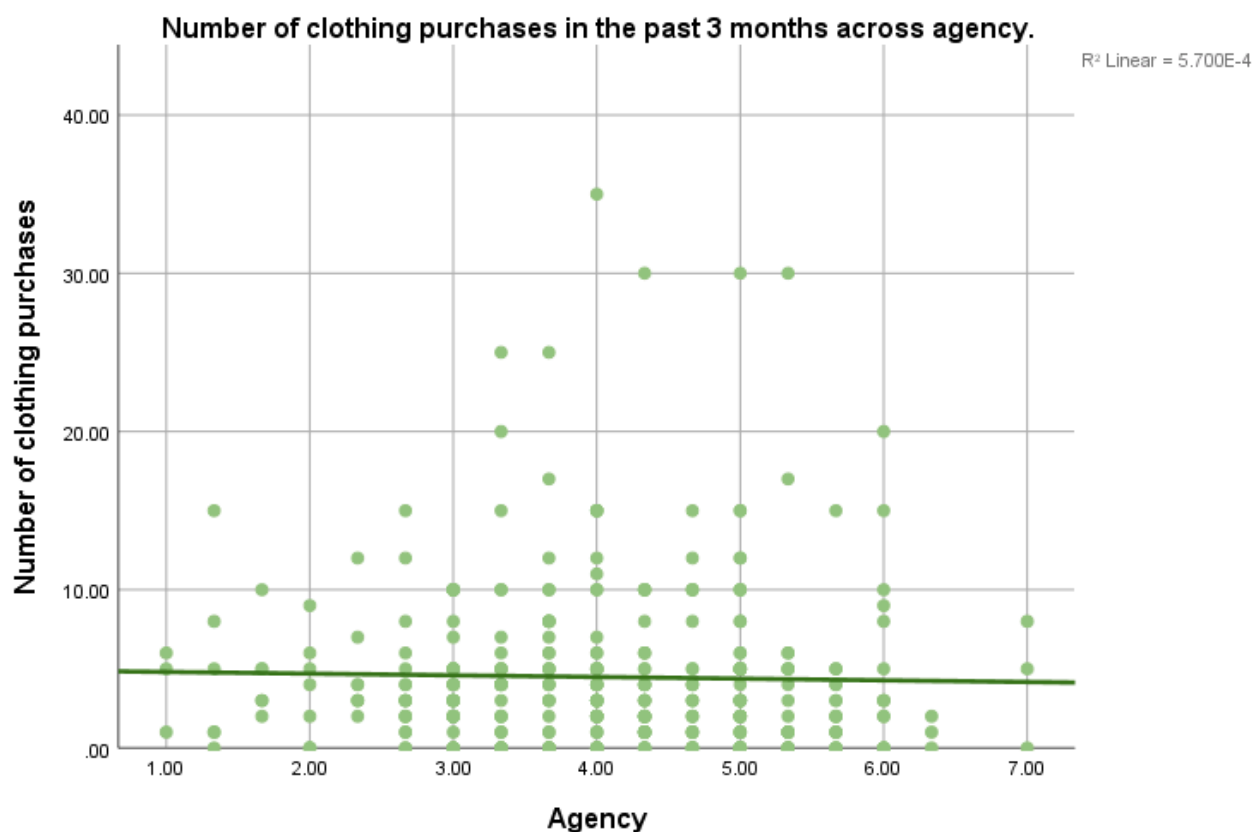 Number of clothing purchases in the past 3 months across agency.
R² Linear = 5.700E-4
Number of clothing purchases
40.00
30.00
20.00
10.00
.00
1.00 2.00 3.00 4.00 5.00 6.00 7.00
Agency